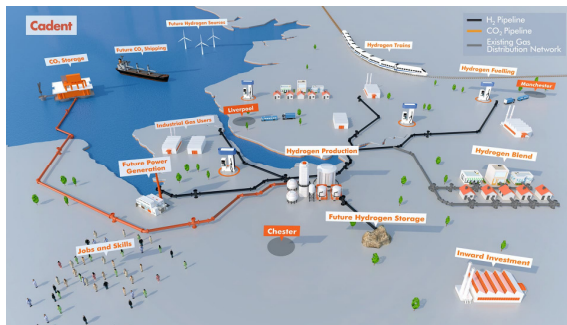 Cadent
Future Hydrogen Sources
H₂ Pipeline
CO₂ Pipeline
Existing Gas
Distribution Network
Future CO₂ Shipping
Hydrogen Trains
CO₂ Storage
Hydrogen Fuelling
Manchester
Liverpool
Industrial Gas Users
Hydrogen Production
Hydrogen Blend
Future Power
Generation
Future Hydrogen Storage
Chester
Jobs and Skills
Inward Investment